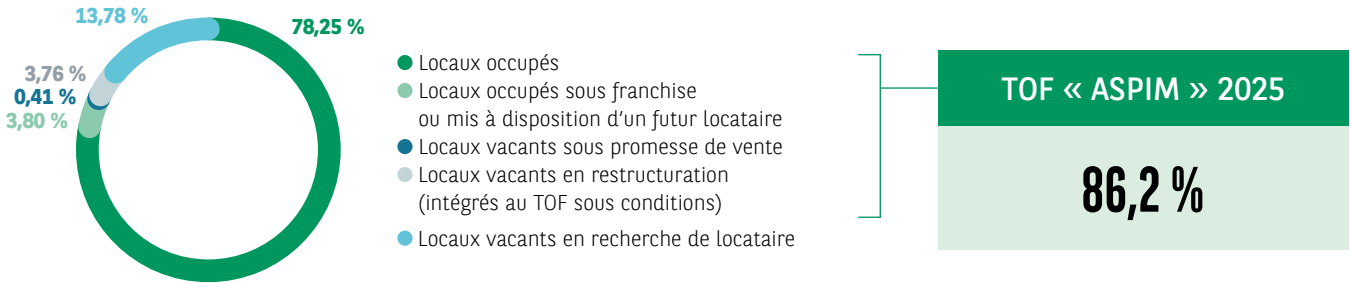 13,78 %
78,25 %
3,76 %
0,41 %
3,80 %
Locaux occupés
Locaux occupés sous franchise
ou mis à disposition d'un futur locataire
Locaux vacants sous promesse de vente
Locaux vacants en restructuration
(intégrés au TOF sous conditions)
Locaux vacants en recherche de locataire
TOF « ASPIM » 2025
86,2 %